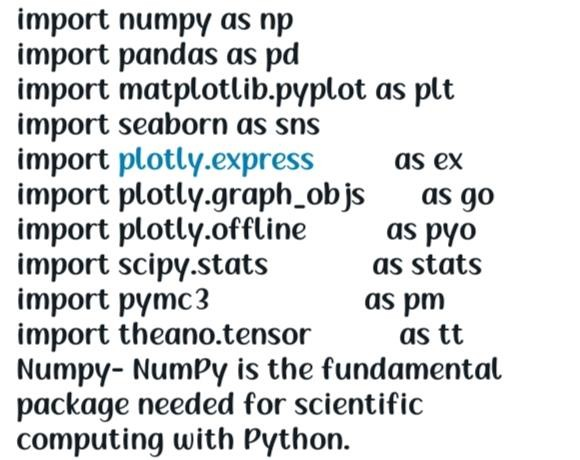 import numpy as np
import pandas as pd
import matplotlib.pyplot as plt
import seaborn as sns
import plotly.express as ex
import plotly.graph_objs as go
import plotly.offline as pyo
import scipy.stats as stats
import pymc3 as pm
import theano.tensor as tt
Numpy- NumPy is the fundamental
package needed for scientific
computing with Python.